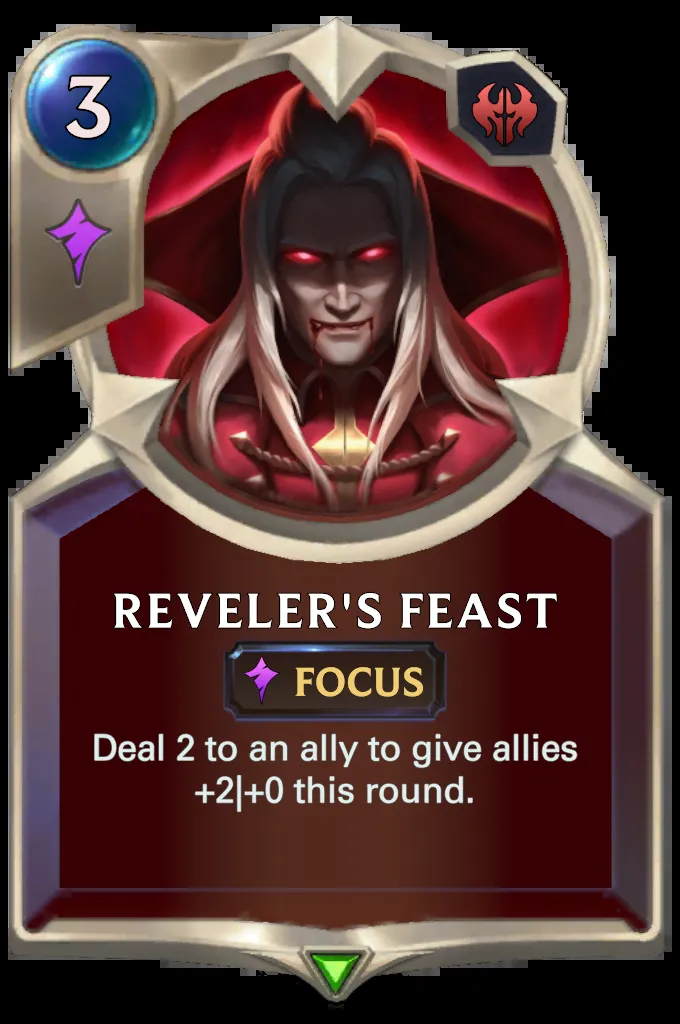 3
REVELER'S FEAST
FOCUS
Deal 2 to an ally to give allies
+2|+0 this round.